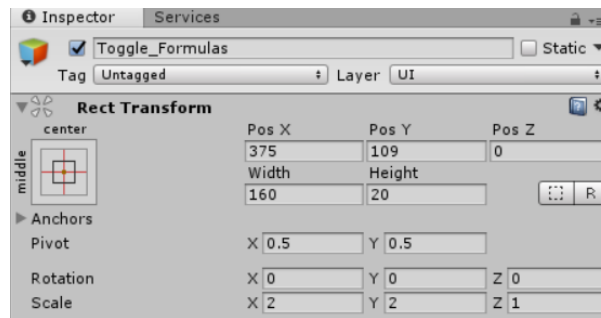 Inspector Services
Toggle_Formulas Static
Tag Untagged Layer UI
Rect Transform
center Pos X Pos Y Pos Z
375 109 0
middle Width Height
160 20 R
Anchors
Pivot X 0.5 Y 0.5
Rotation X 0 Y 0 Z 0
Scale X 2 Y 2 Z 1